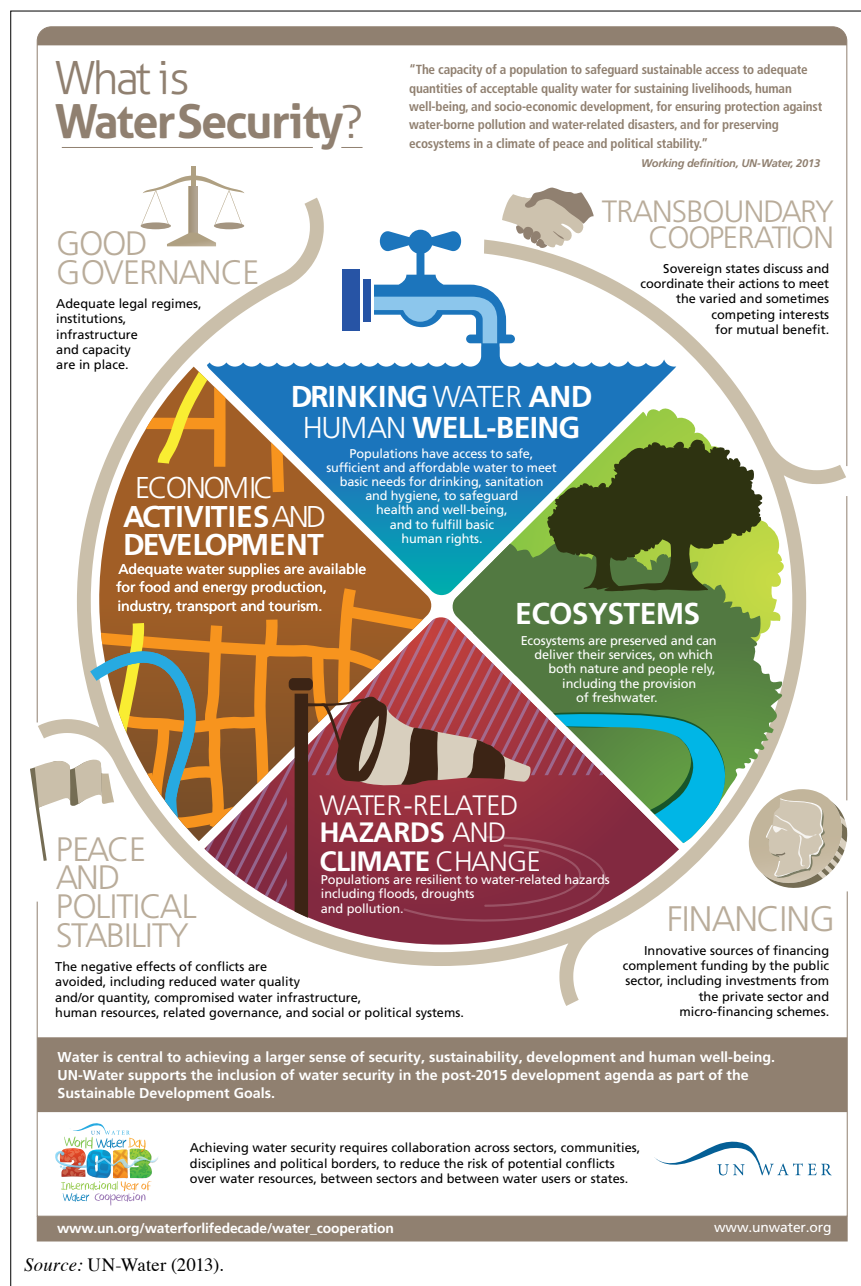 What is
Water Security?
"The capacity of a population to safeguard sustainable access to adequate
quantities of acceptable quality water for sustaining livelihoods, human
well-being, and socio-economic development, for ensuring protection against
water-borne pollution and water-related disasters, and for preserving
ecosystems in a climate of peace and political stability."
Working definition, UN-Water, 2013
GOOD
GOVERNANCE
Adequate legal regimes,
institutions,
infrastructure
and capacity
are in place.
TRANSBOUNDARY
COOPERATION
Sovereign states discuss and
coordinate their actions to meet
the varied and sometimes
competing interests
for mutual benefit.
DRINKING WATER AND
HUMAN WELL-BEING
Populations have access to safe,
sufficient and affordable water to meet
basic needs for drinking, sanitation
and hygiene, to safeguard
health and well-being,
and to fulfill basic
human rights.
ECONOMIC
ACTIVITIES AND
DEVELOPMENT
Adequate water supplies are available
for food and energy production,
industry, transport and tourism.
ECOSYSTEMS
Ecosystems are preserved and can
deliver their services, on which
both nature and people rely,
including the provision
of freshwater.
WATER-RELATED
HAZARDS AND
CLIMATE CHANGE
Populations are resilient to water-related hazards
including floods, droughts
and pollution.
PEACE
AND
POLITICAL
STABILITY
The negative effects of conflicts are
avoided, including reduced water quality
and/or quantity, compromised water infrastructure,
human resources, related governance, and social or political systems.
FINANCING
Innovative sources of financing
complement funding by the public
sector, including investments from
the private sector and
micro-financing schemes.
Water is central to achieving a larger sense of security, sustainability, development and human well-being.
UN-Water supports the inclusion of water security in the post-2015 development agenda as part of the
Sustainable Development Goals.
UN WATER
World Water Day
2013
International Year of
Water Cooperation
Achieving water security requires collaboration across sectors, communities,
disciplines and political borders, to reduce the risk of potential conflicts
over water resources, between sectors and between water users or states.
UN WATER
www.un.org/waterforlifedecade/water_cooperation
www.unwater.org
Source: UN-Water (2013).